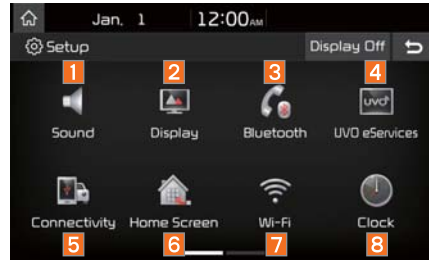 Jan. 1 12:00AM
Setup Display Off
1 2 3 4
uvo
Sound Display Bluetooth UVO eServices
Connectivity Home Screen Wi-Fi Clock
5 6 7 8